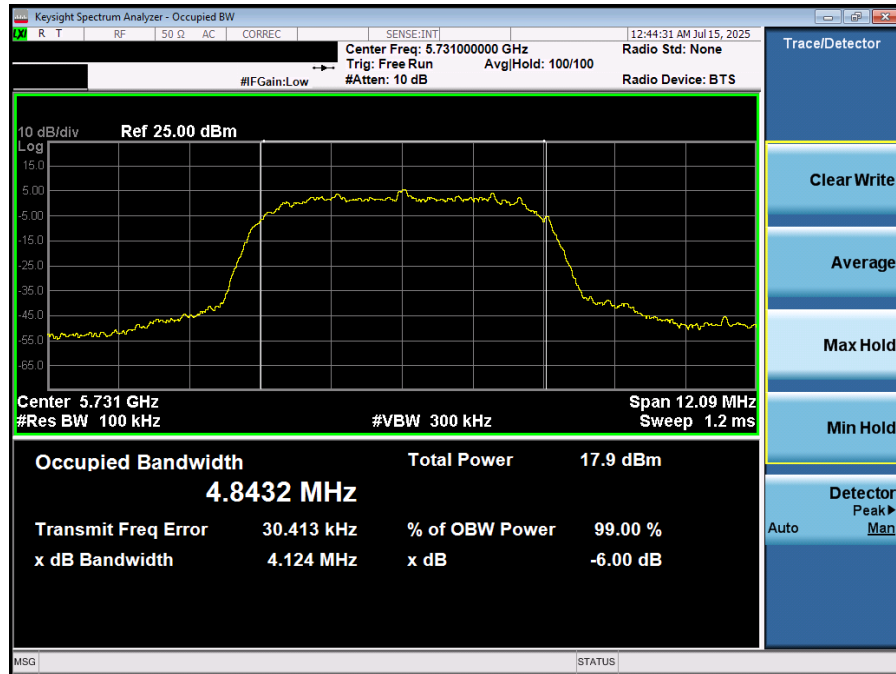 Keysight Spectrum Analyzer - Occupied BW
LXI R T RF 50 Ω AC CORREC SENSE:INT 12:44:31 AM Jul 15, 2025
Center Freq: 5.731000000 GHz Radio Std: None
Trig: Free Run Avg|Hold: 100/100
#IFGain:Low #Atten: 10 dB Radio Device: BTS
10 dB/div Ref 25.00 dBm
Log
15.0
5.00
-5.00
-15.0
-25.0
-35.0
-45.0
-55.0
-65.0
Center 5.731 GHz Span 12.09 MHz
#Res BW 100 kHz #VBW 300 kHz Sweep 1.2 ms
Occupied Bandwidth Total Power 17.9 dBm
4.8432 MHz
Transmit Freq Error 30.413 kHz % of OBW Power 99.00 %
x dB Bandwidth 4.124 MHz x dB -6.00 dB
MSG STATUS
Trace/Detector
Clear Write
Average
Max Hold
Min Hold
Detector
Peak▶
Auto Man